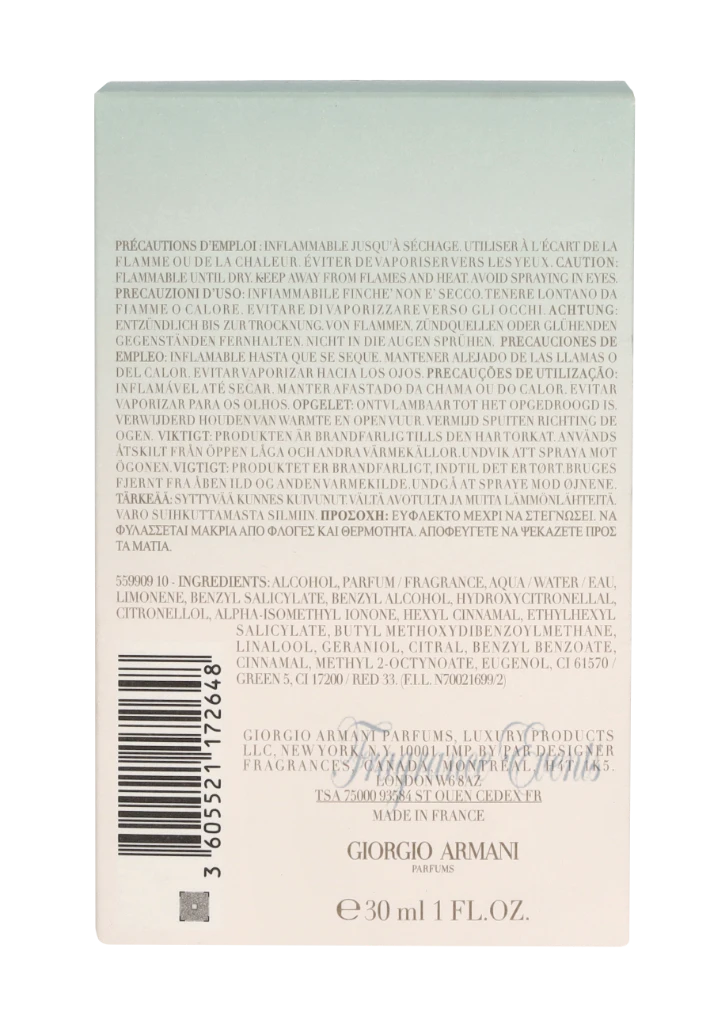 PRÉCAUTIONS D'EMPLOI : INFLAMMABLE JUSQU'À SÉCHAGE. UTILISER À L'ÉCART DE LA
FLAMME OU DE LA CHALEUR. ÉVITER DE VAPORISER VERS LES YEUX. CAUTION:
FLAMMABLE UNTIL DRY. KEEP AWAY FROM FLAMES AND HEAT. AVOID SPRAYING IN EYES.
PRECAUZIONI D'USO: INFIAMMABILE FINCHE' NON E' SECCO. TENERE LONTANO DA
FIAMME O CALORE. EVITARE DI VAPORIZZARE VERSO GLI OCCHI. ACHTUNG:
ENTZÜNDLICH BIS ZUR TROCKNUNG. VON FLAMMEN, ZÜNDQUELLEN ODER GLÜHENDEN
GEGENSTÄNDEN FERNHALTEN. NICHT IN DIE AUGEN SPRÜHEN. PRECAUCIONES DE
EMPLEO: INFLAMABLE HASTA QUE SE SEQUE. MANTENER ALEJADO DE LAS LLAMAS O
DEL CALOR. EVITAR VAPORIZAR HACIA LOS OJOS. PRECAUÇÕES DE UTILIZAÇÃO:
INFLAMÁVEL ATÉ SECAR. MANTER AFASTADO DA CHAMA OU DO CALOR. EVITAR
VAPORIZAR PARA OS OLHOS. OPGELET: ONTVLAMBAAR TOT HET OPGEDROOGD IS.
VERWIJDERD HOUDEN VAN WARMTE EN OPEN VUUR. VERMIJD SPUITEN RICHTING DE
OGEN. VIKTIGT: PRODUKTEN ÄR BRANDFARLIG TILLS DEN HAR TORKAT. ANVÄNDS
ÅTSKILT FRÅN ÖPPEN LÅGA OCH ANDRA VÄRMEKÄLLOR. UNDVIK ATT SPRAYA MOT
ÖGONEN. VIGTIGT: PRODUKTET ER BRANDFARLIGT, INDTIL DET ER TØRT. BRUGES
FJERNT FRA ÅBEN ILD OG ANDEN VARMEKILDE. UNDGÅ AT SPRAYE MOD ØJNENE.
TÄRKEÄÄ: SYTTYVÄÄ KUNNES KUIVUNUT. VÄLTÄ AVOTULTA JA MUITA LÄMMÖNLÄHTEITÄ.
VARO SUIHKUTTAMASTA SILMIIN. ΠΡΟΣΟΧΗ: ΕΥΦΛΕΚΤΟ ΜΕΧΡΙ ΝΑ ΣΤΕΓΝΩΣΕΙ. ΝΑ
ΦΥΛΑΣΣΕΤΑΙ ΜΑΚΡΙΑ ΑΠΟ ΦΛΟΓΕΣ ΚΑΙ ΘΕΡΜΟΤΗΤΑ. ΑΠΟΦΕΥΓΕΤΕ ΝΑ ΨΕΚΑΖΕΤΕ ΠΡΟΣ
ΤΑ ΜΑΤΙΑ.
559909 10 - INGREDIENTS: ALCOHOL, PARFUM / FRAGRANCE, AQUA / WATER / EAU,
LIMONENE, BENZYL SALICYLATE, BENZYL ALCOHOL, HYDROXYCITRONELLAL,
CITRONELLOL, ALPHA-ISOMETHYL IONONE, HEXYL CINNAMAL, ETHYLHEXYL
SALICYLATE, BUTYL METHOXYDIBENZOYLMETHANE,
LINALOOL, GERANIOL, CITRAL, BENZYL BENZOATE,
CINNAMAL, METHYL 2-OCTYNOATE, EUGENOL, CI 61570 /
GREEN 5, CI 17200 / RED 33. (F.I.L. N70021699/2)
3 605521 172648
GIORGIO ARMANI PARFUMS, LUXURY PRODUCTS
LLC, NEW YORK, N.Y. 10001. IMP. BY PAR DESIGNER
FRAGRANCES, CANADA, MONTRÉAL, H4T 1K5.
LONDON W6 8AZ
TSA 75000 93584 ST OUEN CEDEX FR
MADE IN FRANCE
Fragrance Events
GIORGIO ARMANI
PARFUMS
℮ 30 ml 1 FL.OZ.